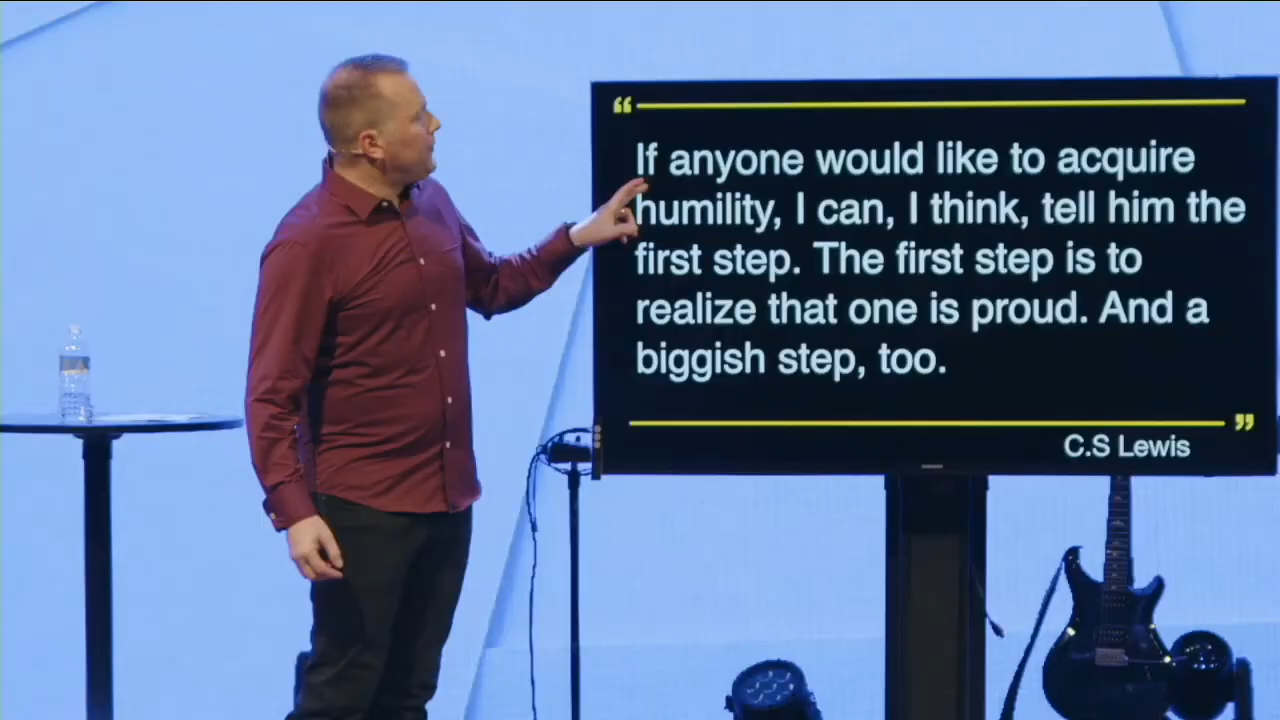 “
If anyone would like to acquire
humility, I can, I think, tell him the
first step. The first step is to
realize that one is proud. And a
biggish step, too.
”
C.S Lewis